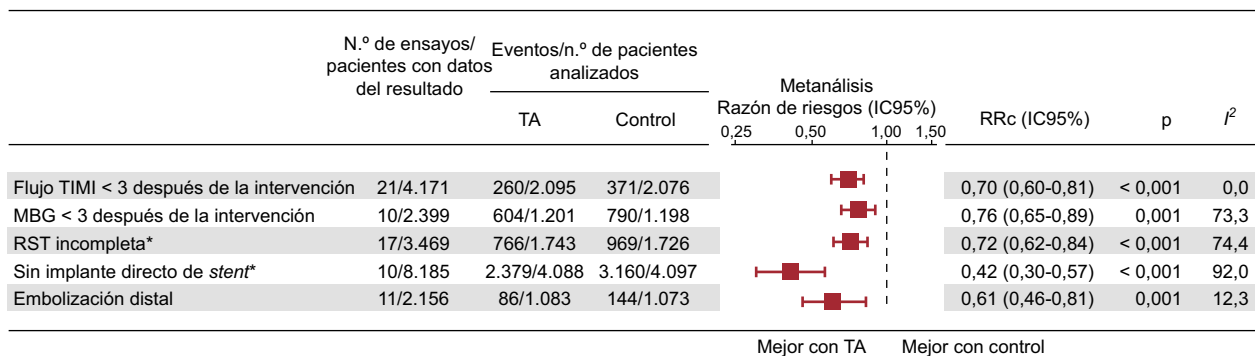 N.º de ensayos/
pacientes con datos
del resultado
Eventos/n.º de pacientes
analizados
TA Control
Metanálisis
Razón de riesgos (IC95%)
0,25 0,50 1,00 1,50
RRc (IC95%) p I²
Flujo TIMI < 3 después de la intervención 21/4.171 260/2.095 371/2.076 0,70 (0,60-0,81) < 0,001 0,0
MBG < 3 después de la intervención 10/2.399 604/1.201 790/1.198 0,76 (0,65-0,89) 0,001 73,3
RST incompleta* 17/3.469 766/1.743 969/1.726 0,72 (0,62-0,84) < 0,001 74,4
Sin implante directo de stent* 10/8.185 2.379/4.088 3.160/4.097 0,42 (0,30-0,57) < 0,001 92,0
Embolización distal 11/2.156 86/1.083 144/1.073 0,61 (0,46-0,81) 0,001 12,3
Mejor con TA Mejor con control